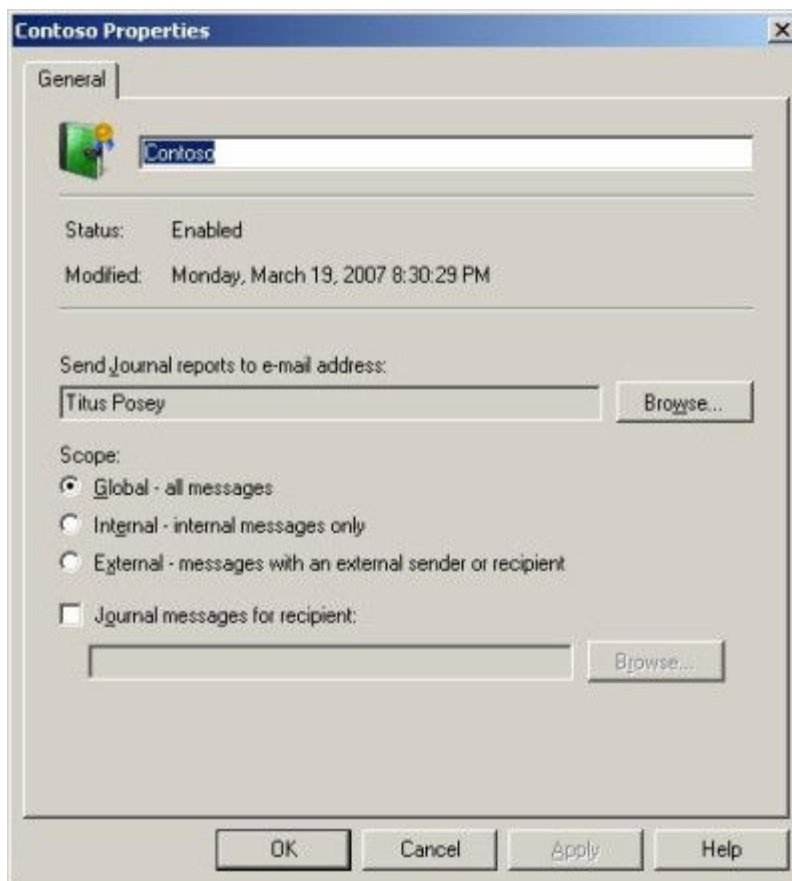 Contoso Properties
General
Contoso
Status: Enabled
Modified: Monday, March 19, 2007 8:30:29 PM
Send Journal reports to e-mail address:
Titus Posey Browse...
Scope:
Global - all messages
Internal - internal messages only
External - messages with an external sender or recipient
Journal messages for recipient:
Browse...
OK Cancel Apply Help